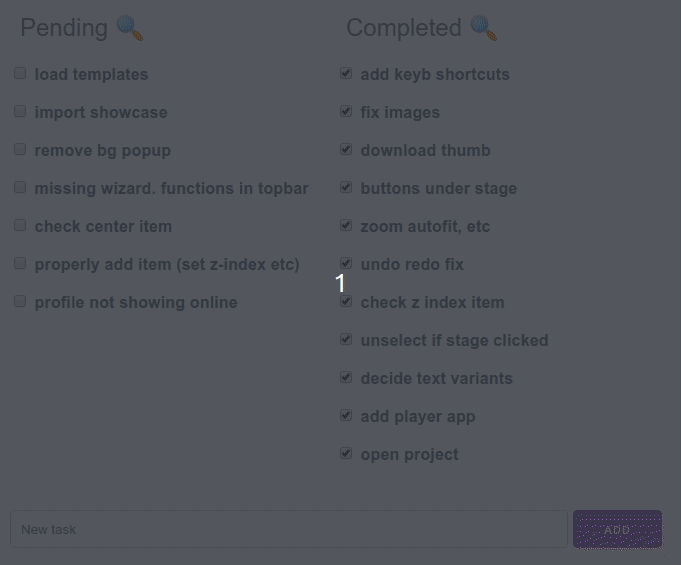 Pending
load templates
import showcase
remove bg popup
missing wizard. functions in topbar
check center item
properly add item (set z-index etc)
profile not showing online
Completed
add keyb shortcuts
fix images
download thumb
buttons under stage
zoom autofit, etc
undo redo fix
check z index item
unselect if stage clicked
decide text variants
add player app
open project
1
New task
ADD